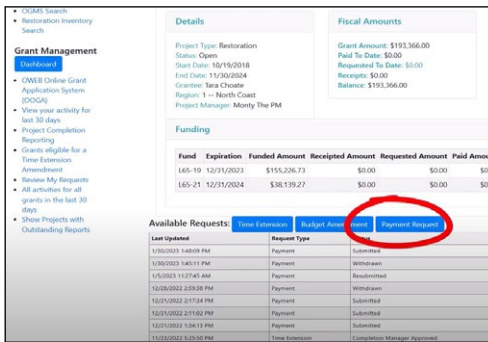 OGMS Search
Restoration Inventory
Search
Grant Management
Dashboard
OWEB Online Grant
Application System
(OOGA)
View your activity for
last 30 days
Project Completion
Reporting
Grants eligible for a
Time Extension
Amendment
Review My Requests
All activities for all
grants in the last 30
days
Show Projects with
Outstanding Reports
Details
Project Type: Restoration
Status: Open
Start Date: 10/19/2018
End Date: 11/30/2024
Grantee: Tara Choate
Region: 1 -- North Coast
Project Manager: Monty The PM
Fiscal Amounts
Grant Amount: $193,366.00
Paid To Date: $0.00
Requested To Date: $0.00
Receipts: $0.00
Balance: $193,366.00
Funding
Fund Expiration Funded Amount Receipted Amount Requested Amount Paid Amou
L65-19 12/31/2023 $155,226.73 $0.00 $0.00 $0
L65-21 12/31/2024 $38,139.27 $0.00 $0.00 $0
Available Requests: Time Extension Budget Amendment Payment Request
Last Updated Request Type
1/30/2023 1:49:09 PM Payment Submitted
1/30/2023 1:45:11 PM Payment Withdrawn
1/5/2023 11:27:45 AM Payment Resubmitted
12/28/2022 2:59:36 PM Payment Withdrawn
12/21/2022 2:17:24 PM Payment Submitted
12/21/2022 2:11:02 PM Payment Submitted
12/21/2022 1:36:13 PM Payment Submitted
11/23/2022 3:25:50 PM Time Extension Completion Manager Approved